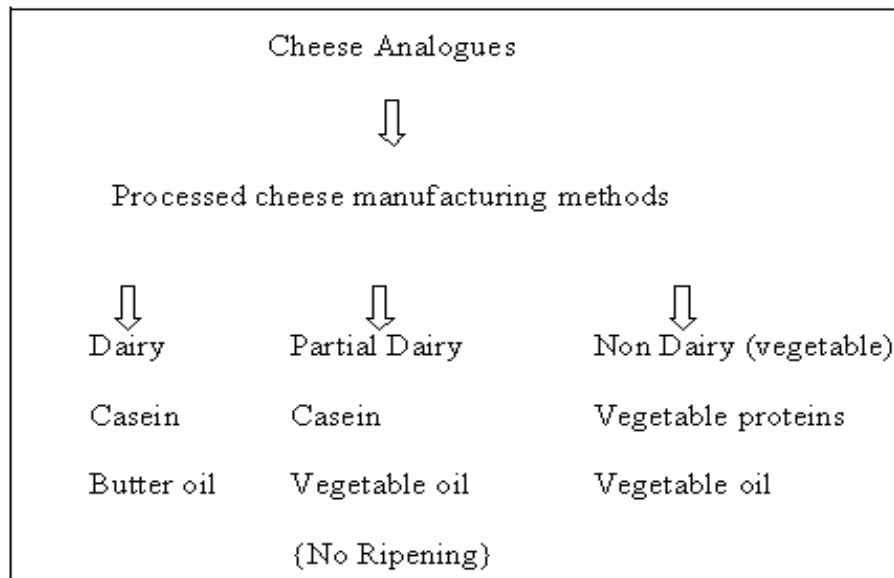 Cheese Analogues
Processed cheese manufacturing methods
Dairy Partial Dairy Non Dairy (vegetable)
Casein Casein Vegetable proteins
Butter oil Vegetable oil Vegetable oil
{No Ripening}